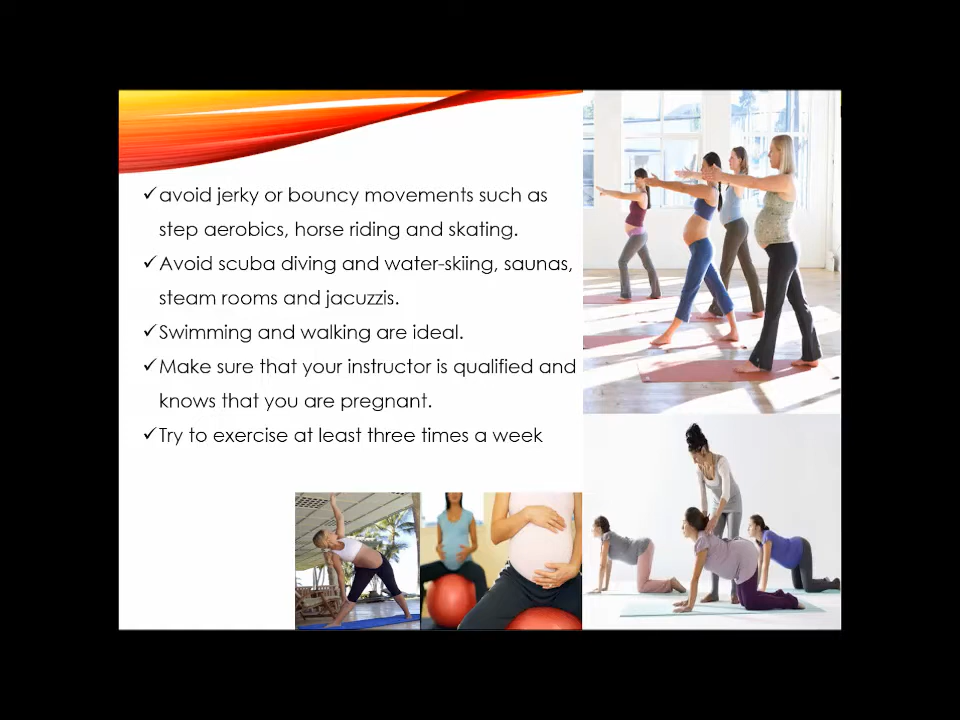 ✓avoid jerky or bouncy movements such as
step aerobics, horse riding and skating.
✓Avoid scuba diving and water-skiing, saunas,
steam rooms and jacuzzis.
✓Swimming and walking are ideal.
✓Make sure that your instructor is qualified and
knows that you are pregnant.
✓Try to exercise at least three times a week